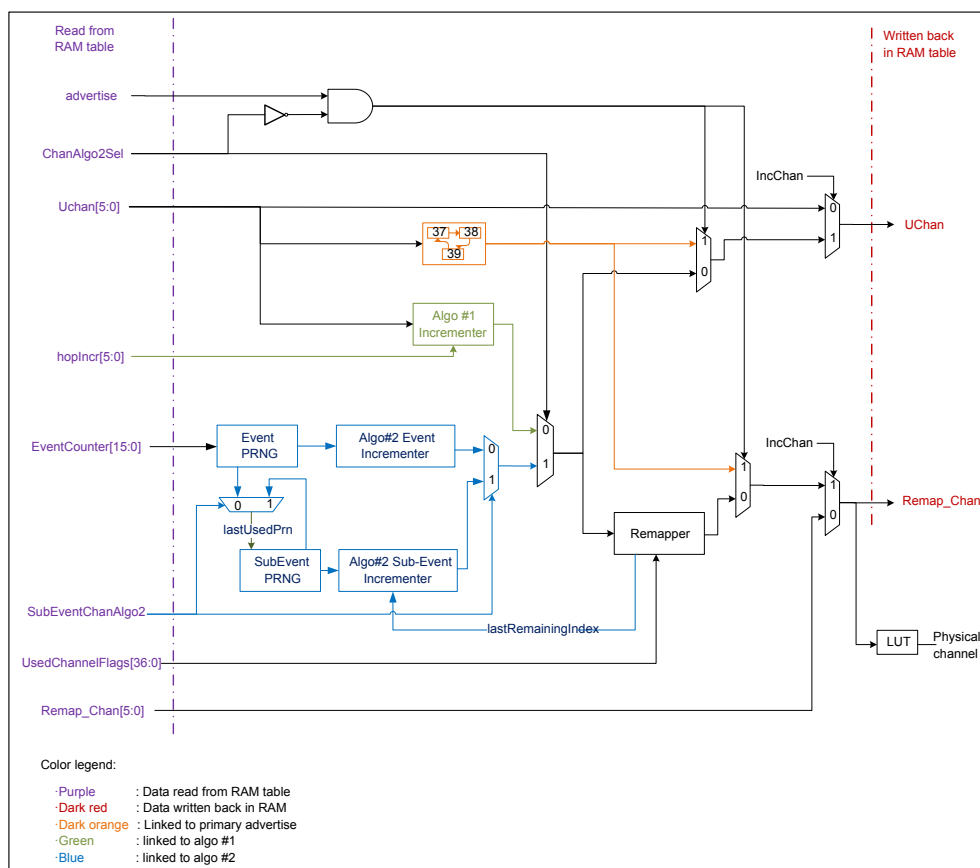 Read from
RAM table
Written back
in RAM table
advertise
ChanAlgo2Sel
IncChan
Uchan[5:0]
0
UChan
37
38
39
1
1
0
Algo #1
Incrementer
hopIncr[5:0]
0
EventCounter[15:0]
Event
PRNG
Algo#2 Event
Incrementer
0
1
1
IncChan
1
1
0
0
Remap_Chan
0
1
lastUsedPrn
Remapper
SubEvent
PRNG
Algo#2 Sub-Event
Incrementer
SubEventChanAlgo2
lastRemainingIndex
LUT
Physical
channel
UsedChannelFlags[36:0]
Remap_Chan[5:0]
Color legend:
·Purple : Data read from RAM table
·Dark red : Data written back in RAM
·Dark orange : Linked to primary advertise
·Green : linked to algo #1
·Blue : linked to algo #2